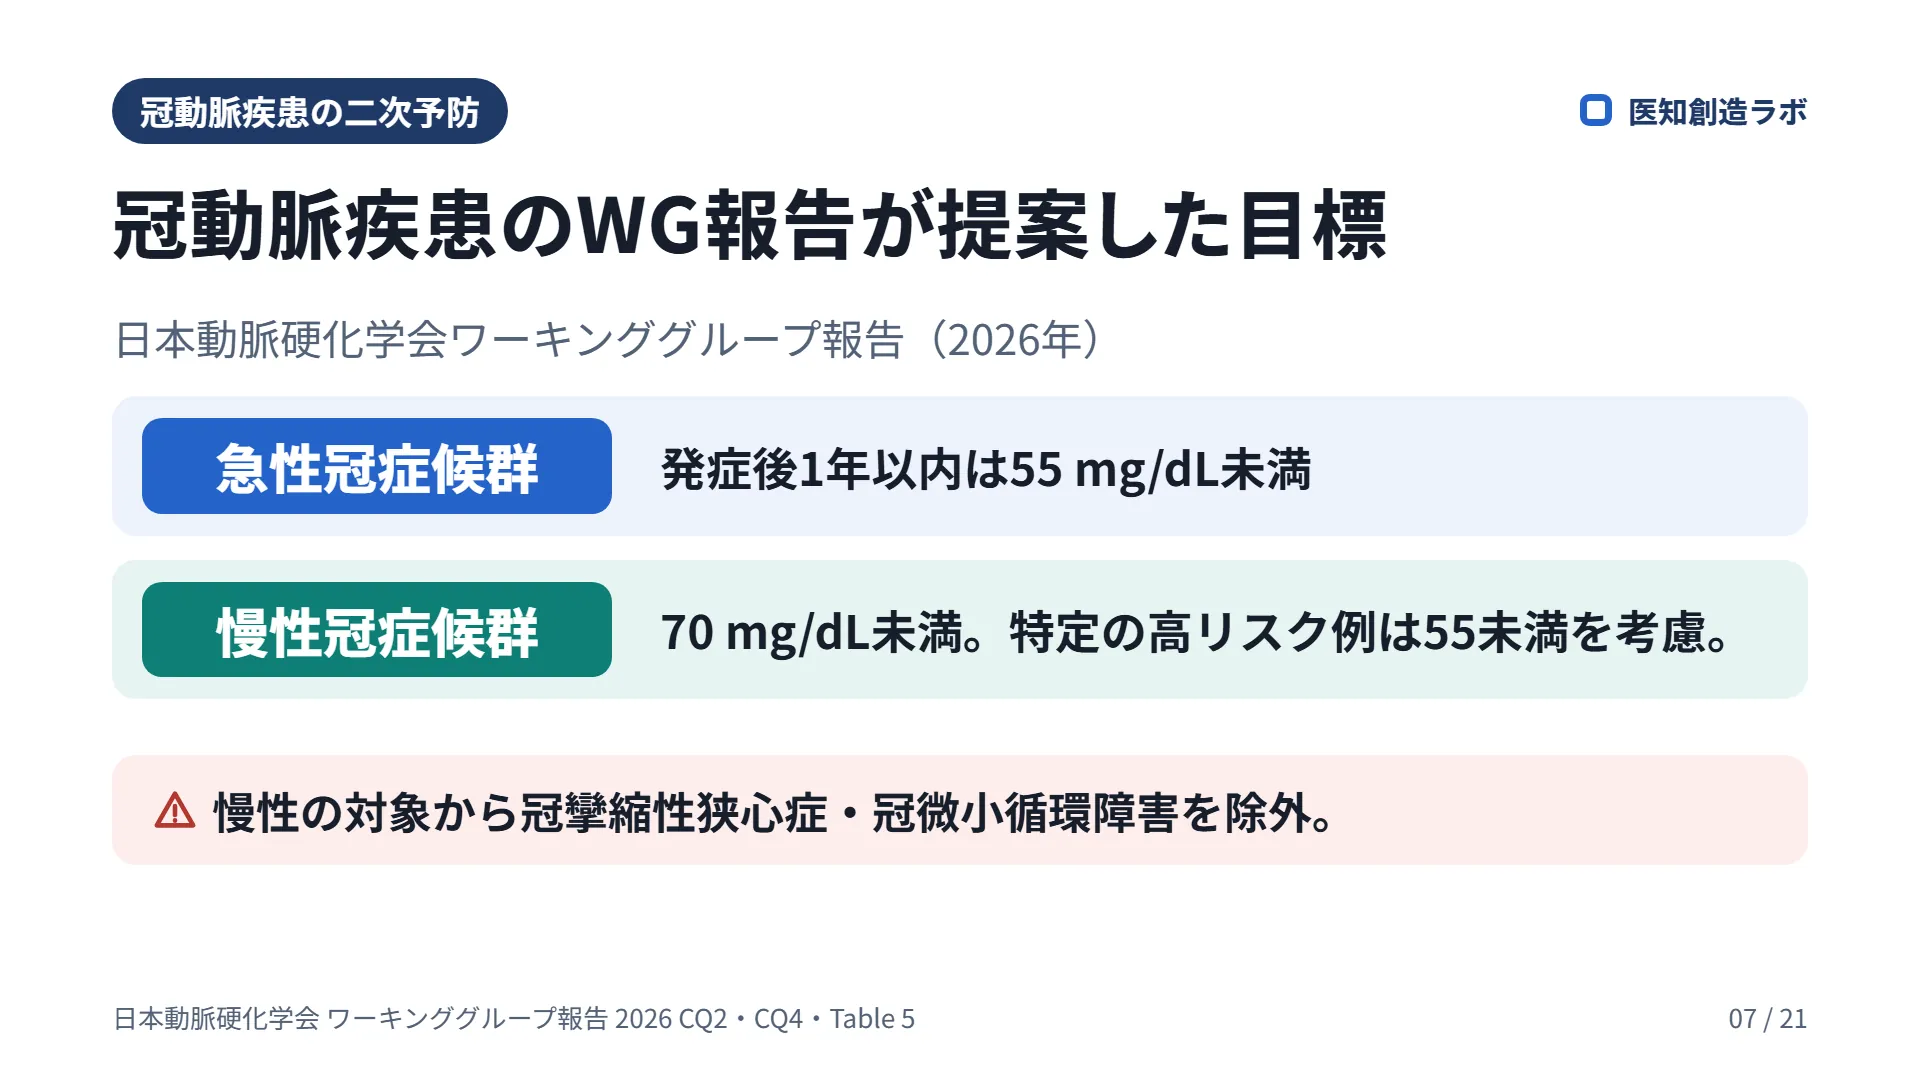 冠動脈疾患の二次予防
医知創造ラボ
冠動脈疾患のWG報告が提案した目標
日本動脈硬化学会ワーキンググループ報告（2026年）
急性冠症候群
発症後1年以内は55 mg/dL未満
慢性冠症候群
70 mg/dL未満。特定の高リスク例は55未満を考慮。
慢性の対象から冠攣縮性狭心症・冠微小循環障害を除外。
日本動脈硬化学会 ワーキンググループ報告 2026 CQ2・CQ4・Table 5
07 / 21